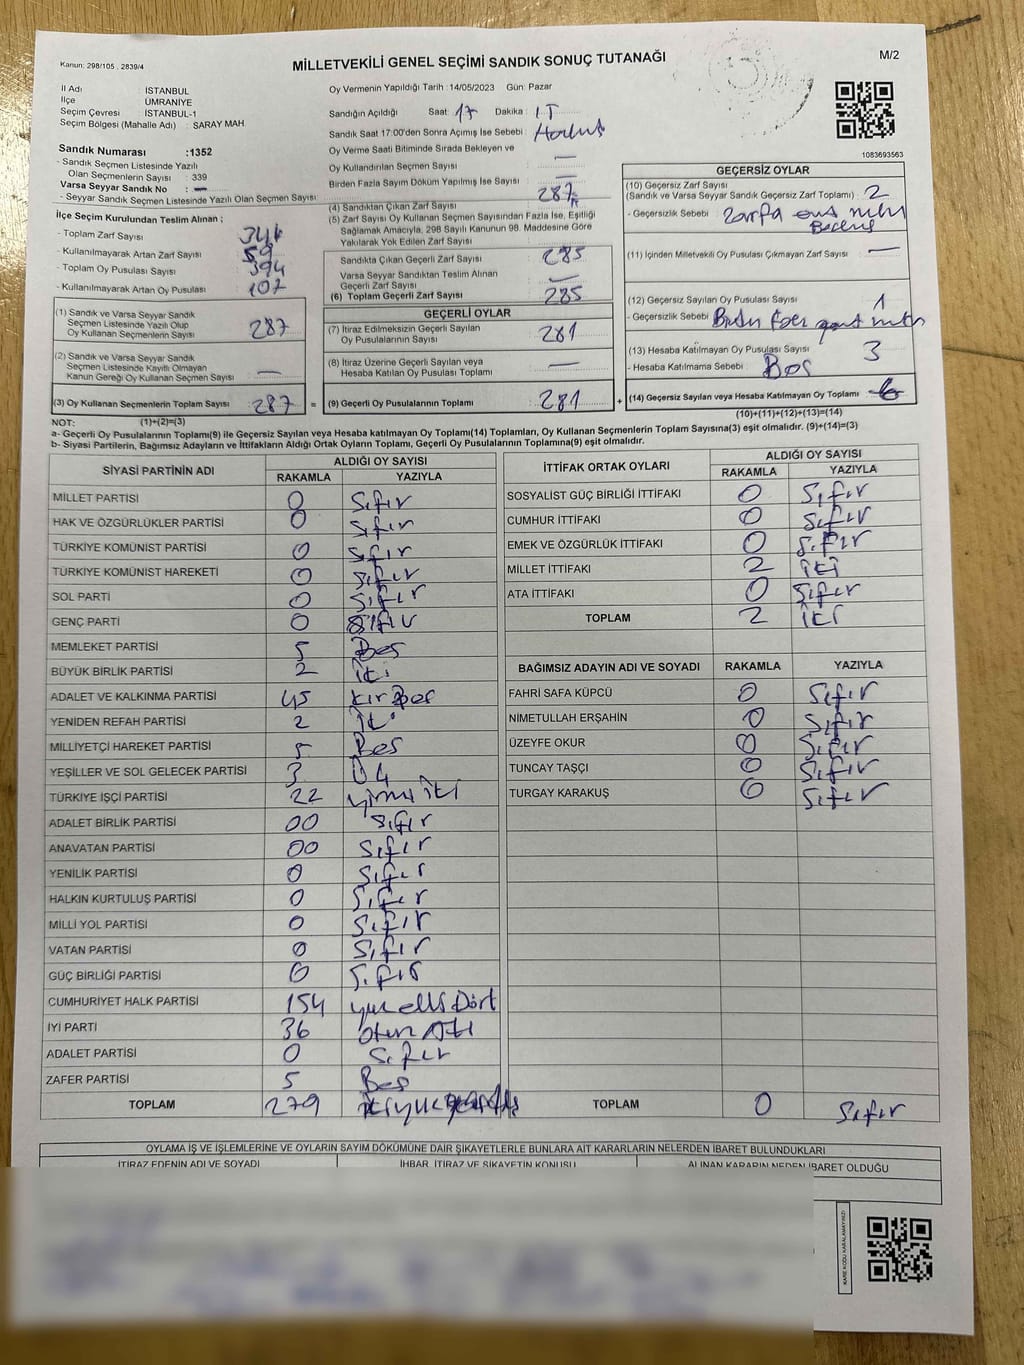 Kanun: 298/105 , 2839/4
MİLLETVEKİLİ GENEL SEÇİMİ SANDIK SONUÇ TUTANAĞI
M/2
İl Adı : İSTANBUL
İlçe : ÜMRANİYE
Seçim Çevresi : İSTANBUL-1
Seçim Bölgesi (Mahalle Adı) : SARAY MAH.
Sandık Numarası :1352
- Sandık Seçmen Listesinde Yazılı
Olan Seçmenlerin Sayısı : 339
Varsa Seyyar Sandık No : —
- Seyyar Sandık Seçmen Listesinde Yazılı Olan Seçmen Sayısı
İlçe Seçim Kurulundan Teslim Alınan ;
- Toplam Zarf Sayısı
- Kullanılmayarak Artan Zarf Sayısı : 59
- Toplam Oy Pusulası Sayısı : 394
- Kullanılmayarak Artan Oy Pusulası : 107
(1) Sandık ve Varsa Seyyar Sandık
Seçmen Listesinde Yazılı Olup
Oy Kullanan Seçmenlerin Sayısı : 287
(2) Sandık ve Varsa Seyyar Sandık
Seçmen Listesinde Kayıtlı Olmayan
Kanun Gereği Oy Kullanan Seçmen Sayısı : —
(3) Oy Kullanan Seçmenlerin Toplam Sayısı : 287 =
Oy Vermenin Yapıldığı Tarih : 14/05/2023 Gün: Pazar
Sandığın Açıldığı Saat : 17 Dakika :
Sandık Saat 17:00'den Sonra Açılmış İse Sebebi :
Oy Verme Saati Bitiminde Sırada Bekleyen ve
Oy Kullandırılan Seçmen Sayısı : —
Birden Fazla Sayım Döküm Yapılmış İse Sayısı : —
(4) Sandıktan Çıkan Zarf Sayısı : 287
(5) Zarf Sayısı Oy Kullanan Seçmen Sayısından Fazla İse, Eşitliği
Sağlamak Amacıyla, 298 Sayılı Kanunun 98. Maddesine Göre
Yakılarak Yok Edilen Zarf Sayısı :
Sandıkta Çıkan Geçerli Zarf Sayısı : 285
Varsa Seyyar Sandıktan Teslim Alınan
Geçerli Zarf Sayısı : —
(6) Toplam Geçerli Zarf Sayısı : 285
GEÇERLİ OYLAR
(7) İtiraz Edilmeksizin Geçerli Sayılan
Oy Pusulalarının Sayısı : 281
(8) İtiraz Üzerine Geçerli Sayılan veya
Hesaba Katılan Oy Pusulası Toplamı : —
(9) Geçerli Oy Pusulalarının Toplamı : 281 +
1083693563
GEÇERSİZ OYLAR
(10) Geçersiz Zarf Sayısı
(Sandık ve Varsa Seyyar Sandık Geçersiz Zarf Toplamı) : 2
- Geçersizlik Sebebi : zarfa
(11) İçinden Milletvekili Oy Pusulası Çıkmayan Zarf Sayısı : —
(12) Geçersiz Sayılan Oy Pusulası Sayısı : 1
- Geçersizlik Sebebi :
(13) Hesaba Katılmayan Oy Pusulası Sayısı : 3
- Hesaba Katılmama Sebebi : Boş
(14) Geçersiz Sayılan veya Hesaba Katılmayan Oy Toplamı : 6
(10)+(11)+(12)+(13)=(14)
NOT: (1)+(2)=(3)
a- Geçerli Oy Pusulalarının Toplamı(9) ile Geçersiz Sayılan veya Hesaba katılmayan Oy Toplamı(14) Toplamları, Oy Kullanan Seçmenlerin Toplam Sayısına(3) eşit olmalıdır. (9)+(14)=(3)
b- Siyasi Partilerin, Bağımsız Adayların ve İttifakların Aldığı Ortak Oyların Toplamı, Geçerli Oy Pusulalarının Toplamına(9) eşit olmalıdır.
SİYASİ PARTİNİN ADI ALDIĞI OY SAYISI
RAKAMLA YAZIYLA
MİLLET PARTİSİ 0 Sıfır
HAK VE ÖZGÜRLÜKLER PARTİSİ 0 Sıfır
TÜRKİYE KOMÜNİST PARTİSİ 0 Sıfır
TÜRKİYE KOMÜNİST HAREKETİ 0 Sıfır
SOL PARTİ 0 Sıfır
GENÇ PARTİ 0 Sıfır
MEMLEKET PARTİSİ 5 Beş
BÜYÜK BİRLİK PARTİSİ 2 İki
ADALET VE KALKINMA PARTİSİ 45
YENİDEN REFAH PARTİSİ 2 İki
MİLLİYETÇİ HAREKET PARTİSİ 5 Beş
YEŞİLLER VE SOL GELECEK PARTİSİ 3 Üç
TÜRKİYE İŞÇİ PARTİSİ 22 yirmi iki
ADALET BİRLİK PARTİSİ 00 sıfır
ANAVATAN PARTİSİ 00 Sıfır
YENİLİK PARTİSİ 0 Sıfır
HALKIN KURTULUŞ PARTİSİ 0 Sıfır
MİLLİ YOL PARTİSİ 0 Sıfır
VATAN PARTİSİ 0 Sıfır
GÜÇ BİRLİĞİ PARTİSİ 0 Sıfır
CUMHURİYET HALK PARTİSİ 154 yüz elli Dört
İYİ PARTİ 36 otuz Altı
ADALET PARTİSİ 0 Sıfır
ZAFER PARTİSİ 5 Beş
TOPLAM 279
İTTİFAK ORTAK OYLARI ALDIĞI OY SAYISI
RAKAMLA YAZIYLA
SOSYALİST GÜÇ BİRLİĞİ İTTİFAKI 0 Sıfır
CUMHUR İTTİFAKI 0 Sıfır
EMEK VE ÖZGÜRLÜK İTTİFAKI 0 Sıfır
MİLLET İTTİFAKI 2 iki
ATA İTTİFAKI 0 Sıfır
TOPLAM 2 İki
BAĞIMSIZ ADAYIN ADI VE SOYADI RAKAMLA YAZIYLA
FAHRİ SAFA KÜPCÜ 0 Sıfır
NİMETULLAH ERŞAHİN 0 Sıfır
ÜZEYFE OKUR 0 Sıfır
TUNCAY TAŞÇI 0 Sıfır
TURGAY KARAKUŞ 0 Sıfır
TOPLAM 0 Sıfır
OYLAMA İŞ VE İŞLEMLERİNE VE OYLARIN SAYIM DÖKÜMÜNE DAİR ŞİKAYETLERLE BUNLARA AİT KARARLARIN NELERDEN İBARET BULUNDUKLARI
İTİRAZ EDENİN ADI VE SOYADI İHBAR, İTİRAZ VE ŞİKAYETİN KONUSU ALINAN KARARIN NEDEN İBARET OLDUĞU
KARE KODU KARALAMAYINIZ!